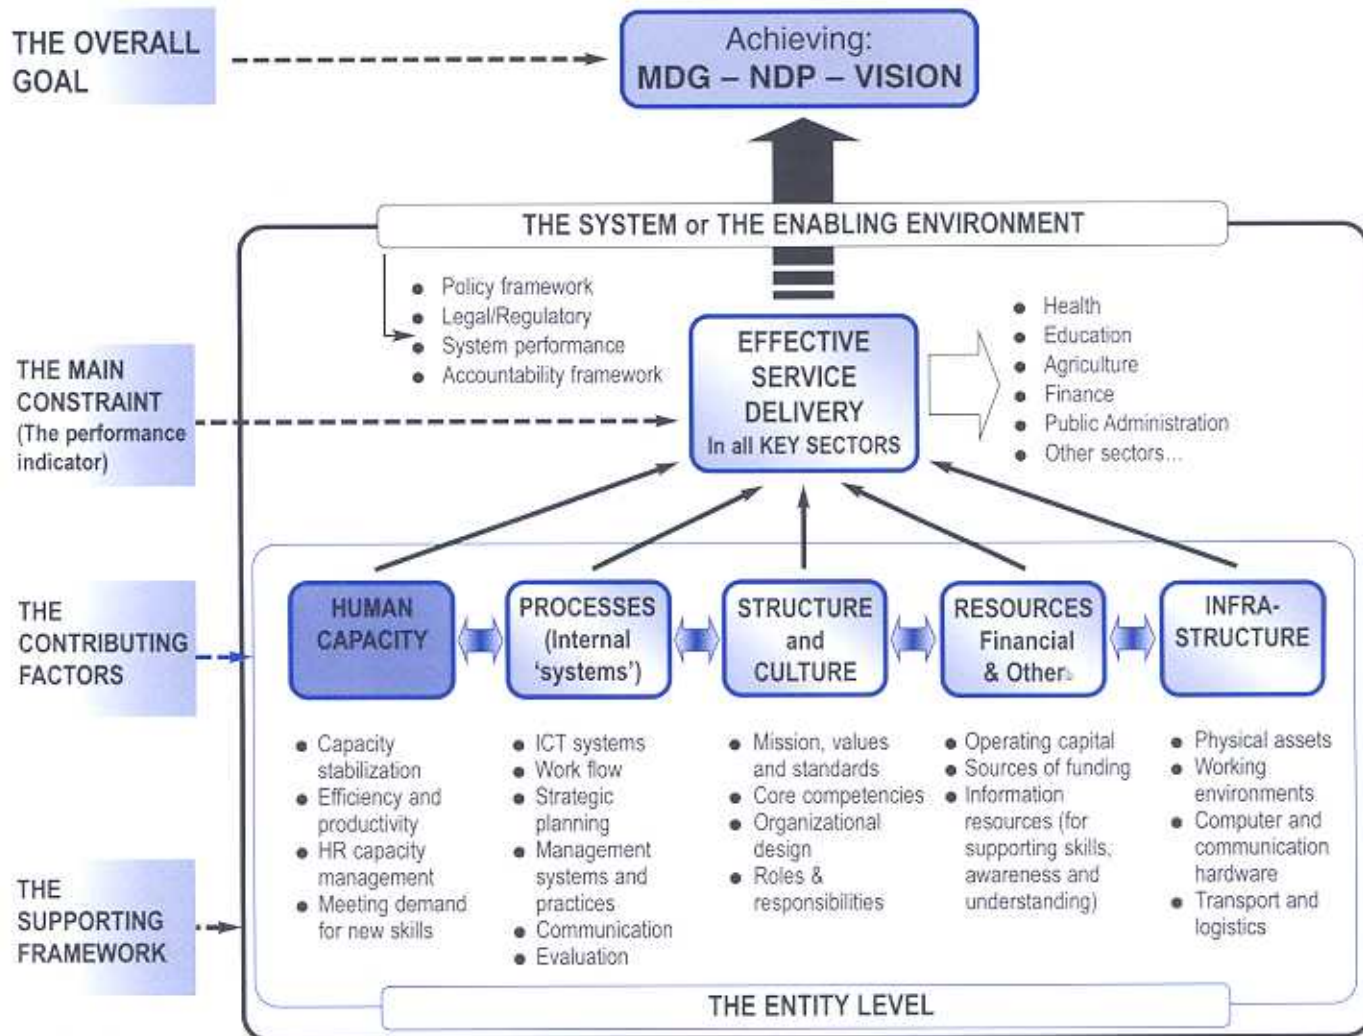 THE OVERALL
GOAL
Achieving:
MDG – NDP – VISION
THE SYSTEM or THE ENABLING ENVIRONMENT
● Policy framework
● Legal/Regulatory
● System performance
● Accountability framework
THE MAIN
CONSTRAINT
(The performance
indicator)
EFFECTIVE
SERVICE
DELIVERY
In all KEY SECTORS
● Health
● Education
● Agriculture
● Finance
● Public Administration
● Other sectors…
THE
CONTRIBUTING
FACTORS
HUMAN
CAPACITY
PROCESSES
(Internal
‘systems’)
STRUCTURE
and
CULTURE
RESOURCES
Financial
& Other
INFRA-
STRUCTURE
● Capacity
stabilization
● Efficiency and
productivity
● HR capacity
management
● Meeting demand
for new skills
● ICT systems
● Work flow
● Strategic
planning
● Management
systems and
practices
● Communication
● Evaluation
● Mission, values
and standards
● Core competencies
● Organizational
design
● Roles &
responsibilities
● Operating capital
● Sources of funding
● Information
resources (for
supporting skills,
awareness and
understanding)
● Physical assets
● Working
environments
● Computer and
communication
hardware
● Transport and
logistics
THE
SUPPORTING
FRAMEWORK
THE ENTITY LEVEL